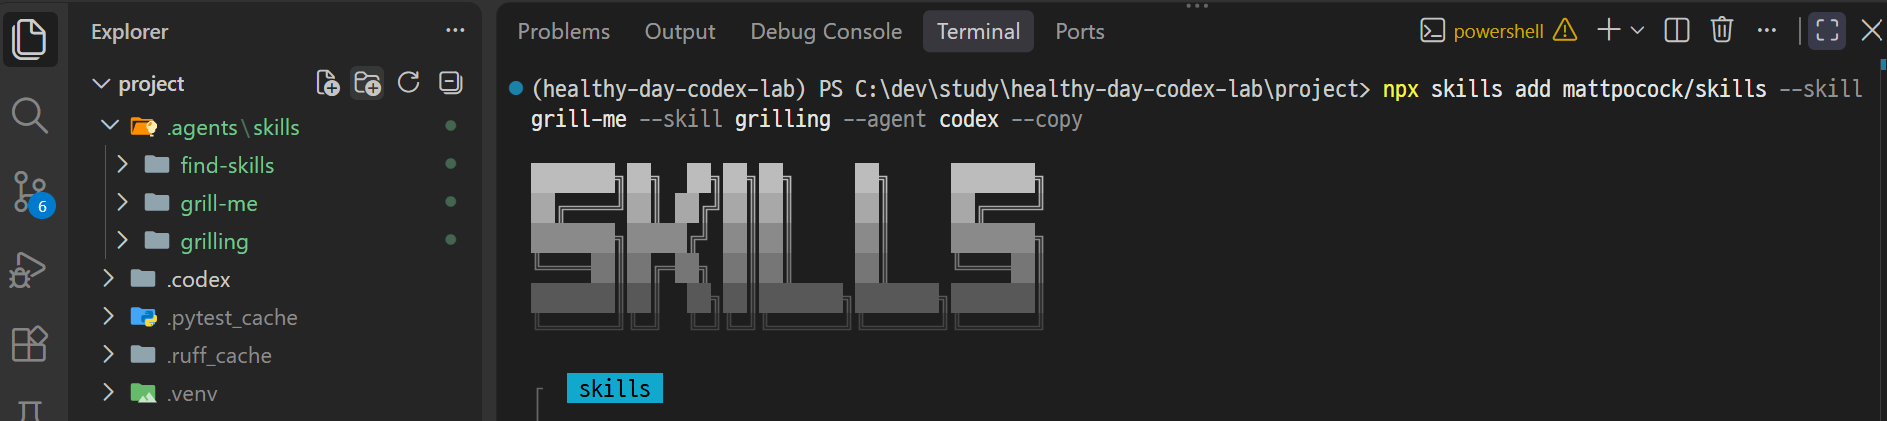 Explorer
project
.agents\skills
find-skills
grill-me
grilling
.codex
.pytest_cache
.ruff_cache
.venv
6
Problems Output Debug Console Terminal Ports
powershell
(healthy-day-codex-lab) PS C:\dev\study\healthy-day-codex-lab\project> npx skills add mattpocock/skills --skill
grill-me --skill grilling --agent codex --copy
SKILLS
skills